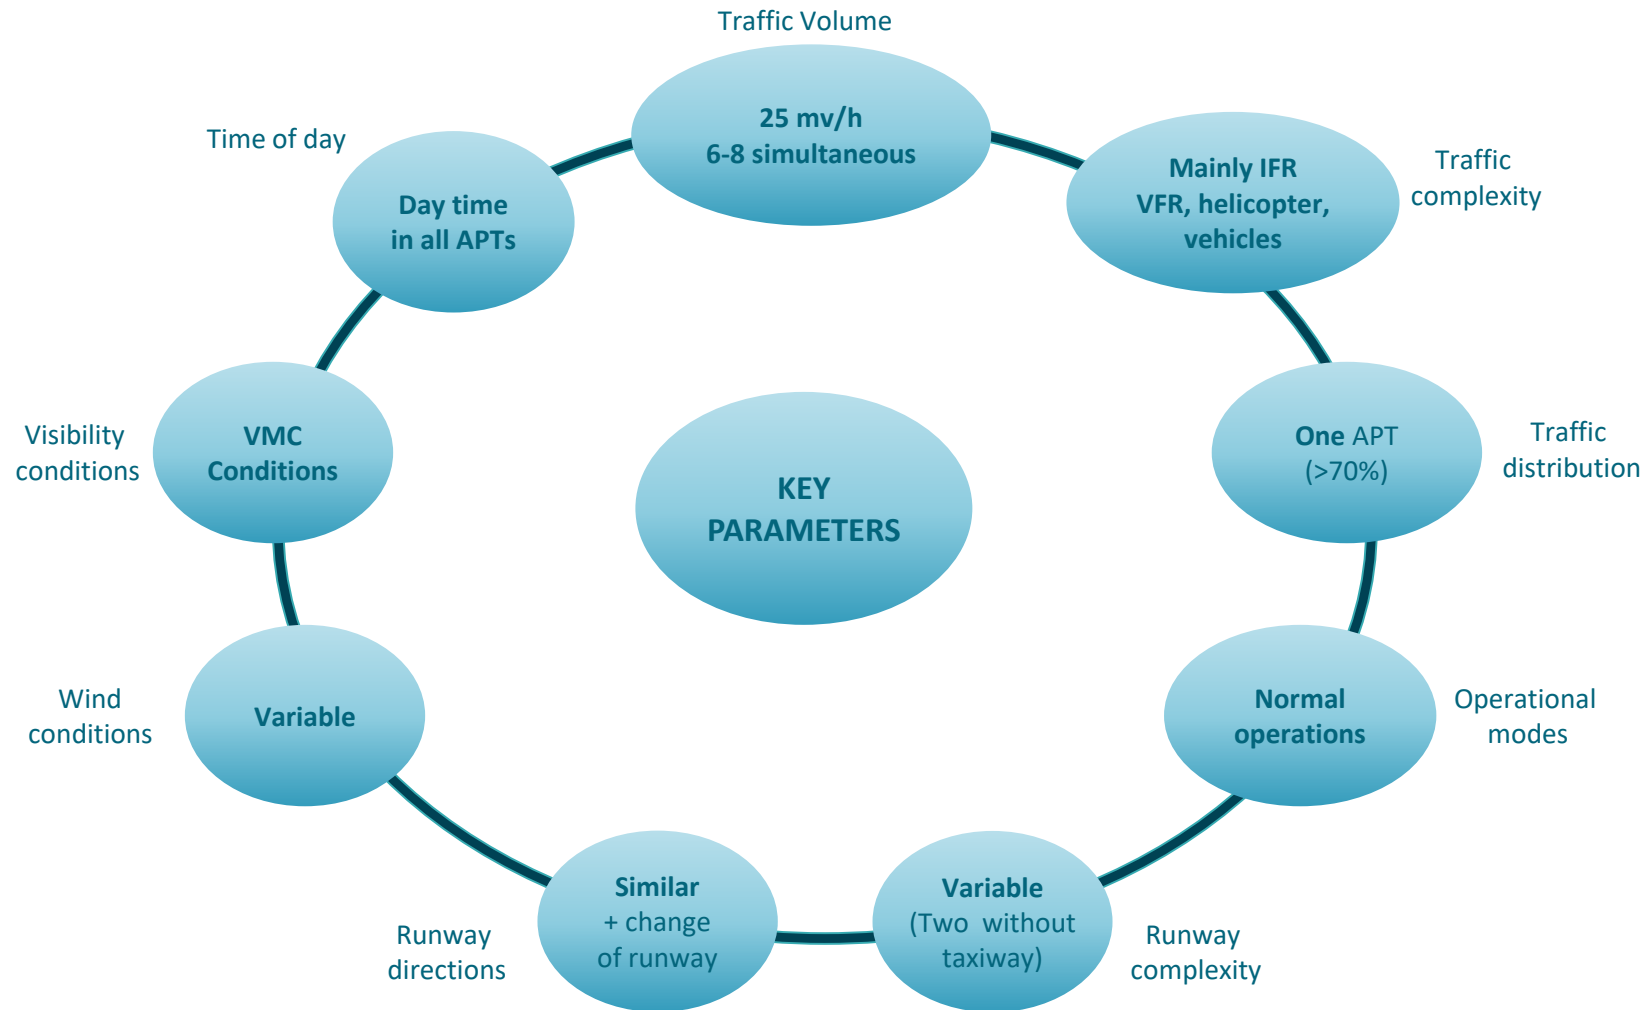 Traffic Volume
25 mv/h
6-8 simultaneous
Mainly IFR
VFR, helicopter,
vehicles
Traffic
complexity
One APT
(>70%)
Traffic
distribution
Normal
operations
Operational
modes
Variable
(Two without
taxiway)
Runway
complexity
Similar
+ change
of runway
Runway
directions
Variable
Wind
conditions
VMC
Conditions
Visibility
conditions
Day time
in all APTs
Time of day
KEY
PARAMETERS